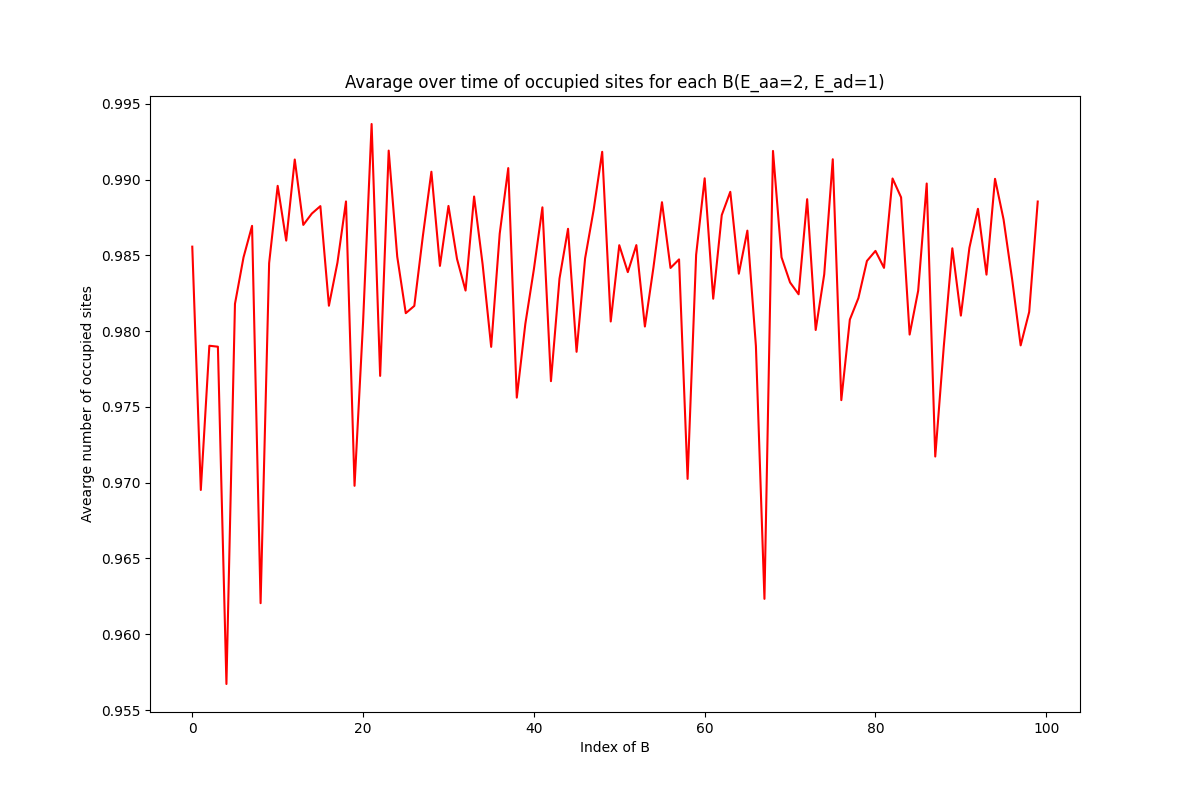 Avarage over time of occupied sites for each B(E_aa=2, E_ad=1)
0.995
0.990
0.985
0.980
0.975
0.970
0.965
0.960
0.955
Avearge number of occupied sites
0 20 40 60 80 100
Index of B